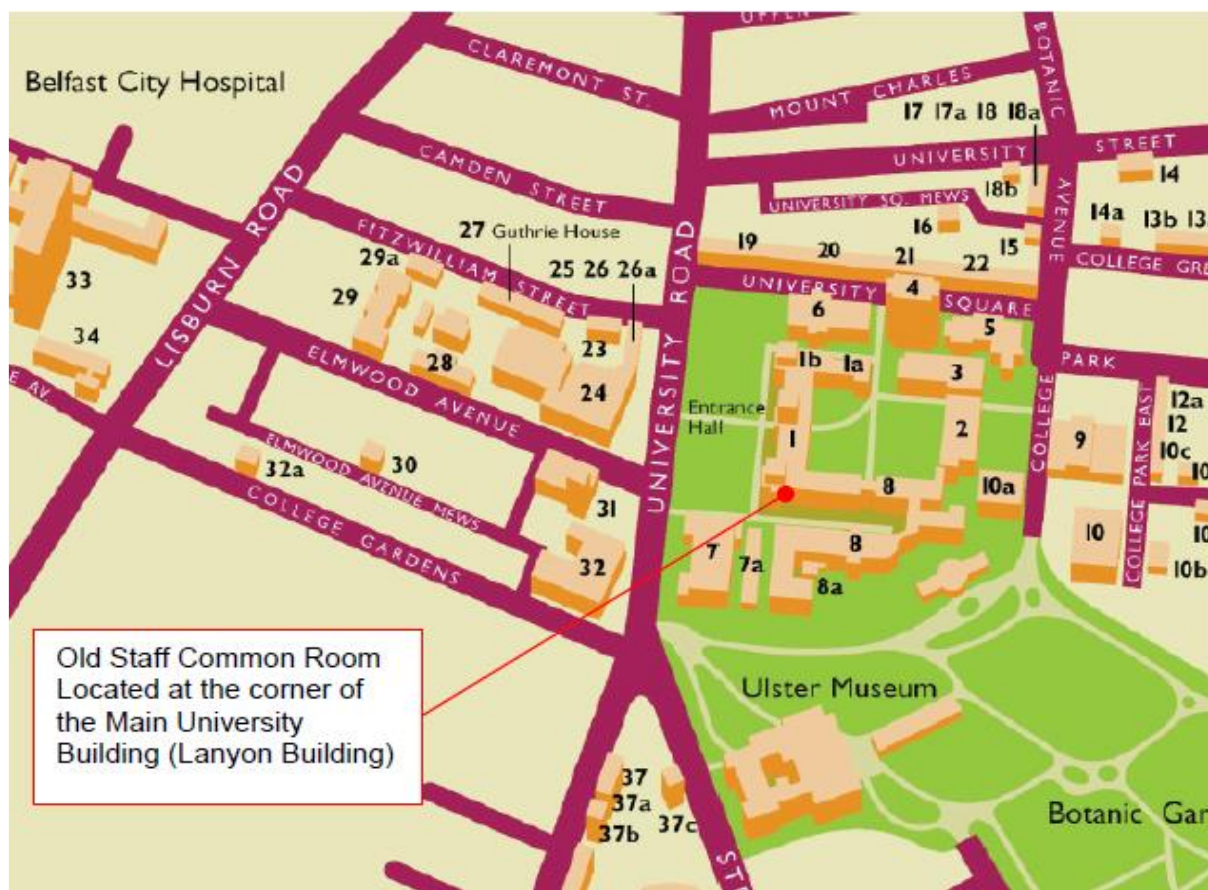 UPPER
BOTANIC
CLAREMONT ST.
MOUNT CHARLES
Belfast City Hospital
17 17a 18 18a
CAMDEN STREET
UNIVERSITY STREET
LISBURN ROAD
18b
14
UNIVERSITY SQ. MEWS
AVENUE
FITZWILLIAM STREET
27 Guthrie House
16
15
14a
13b
29a
25 26 26a
19
20
21
22
COLLEGE
33
29
UNIVERSITY ROAD
UNIVERSITY SQUARE
4
6
5
34
23
28
1b
1a
3
PARK
ELMWOOD AVENUE
24
Entrance
Hall
12a
AV
1
2
9
12
10c
COLLEGE PARK EAST
30
32a
ELMWOOD AVENUE MEWS
UNIVERSITY ROAD
8
10a
COLLEGE
31
COLLEGE GARDENS
7
8
10
32
7a
8a
10b
Old Staff Common Room
Located at the corner of
the Main University
Building (Lanyon Building)
Ulster Museum
37
37a
37b
37c
Botanic